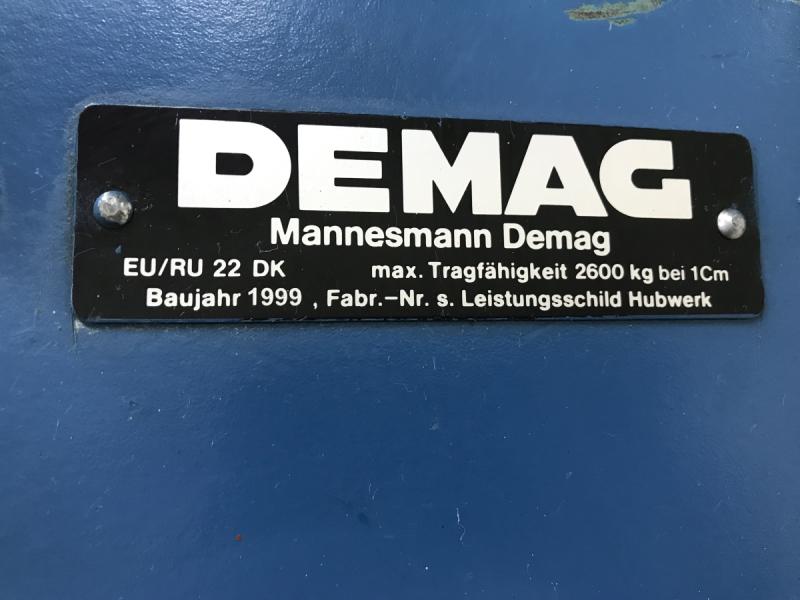 DEMAG
Mannesmann Demag
EU/RU 22 DK max. Tragfähigkeit 2600 kg bei 1Cm
Baujahr 1999 , Fabr.-Nr. s. Leistungsschild Hubwerk